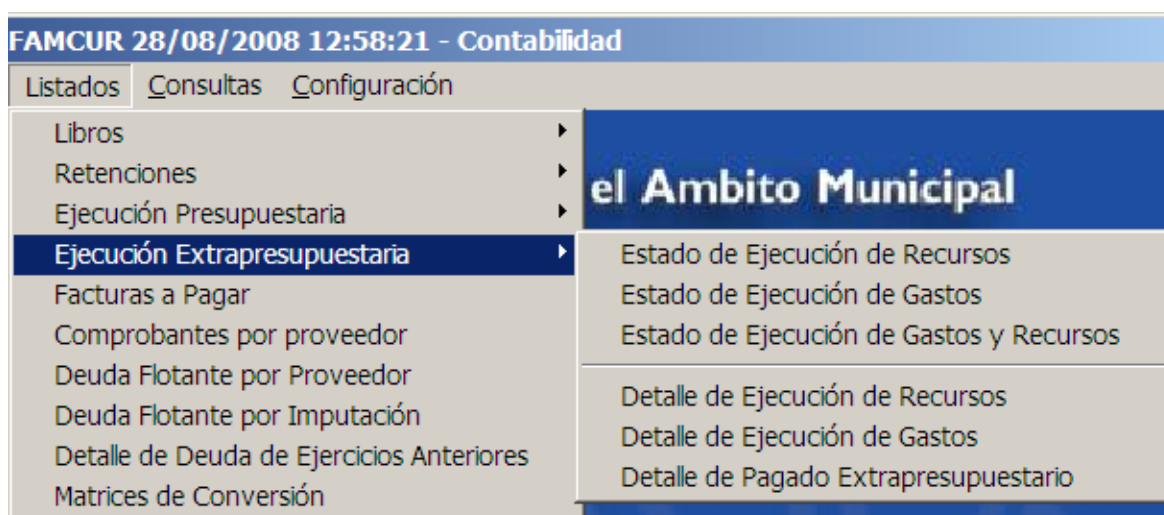 FAMCUR 28/08/2008 12:58:21 - Contabilidad
Listados Consultas Configuración
Libros
Retenciones
Ejecución Presupuestaria
Ejecución Extrapresupuestaria
Facturas a Pagar
Comprobantes por proveedor
Deuda Flotante por Proveedor
Deuda Flotante por Imputación
Detalle de Deuda de Ejercicios Anteriores
Matrices de Conversión
el Ambito Municipal
Estado de Ejecución de Recursos
Estado de Ejecución de Gastos
Estado de Ejecución de Gastos y Recursos
Detalle de Ejecución de Recursos
Detalle de Ejecución de Gastos
Detalle de Pagado Extrapresupuestario